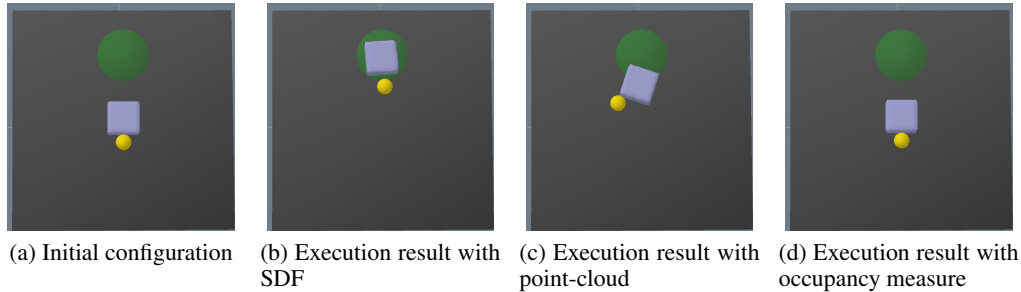 (a) Initial configuration
(b) Execution result with
SDF
(c) Execution result with
point-cloud
(d) Execution result with
occupancy measure